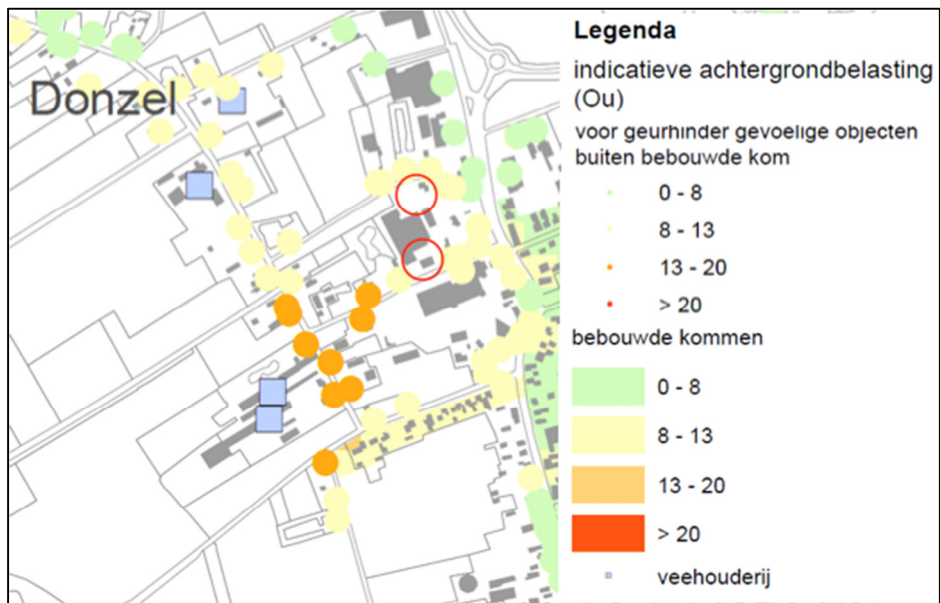 Donzel
Legenda
indicatieve achtergrondbelasting
(Ou)
voor geurhinder gevoelige objecten
buiten bebouwde kom
0 - 8
8 - 13
13 - 20
> 20
bebouwde kommen
0 - 8
8 - 13
13 - 20
> 20
veehouderij